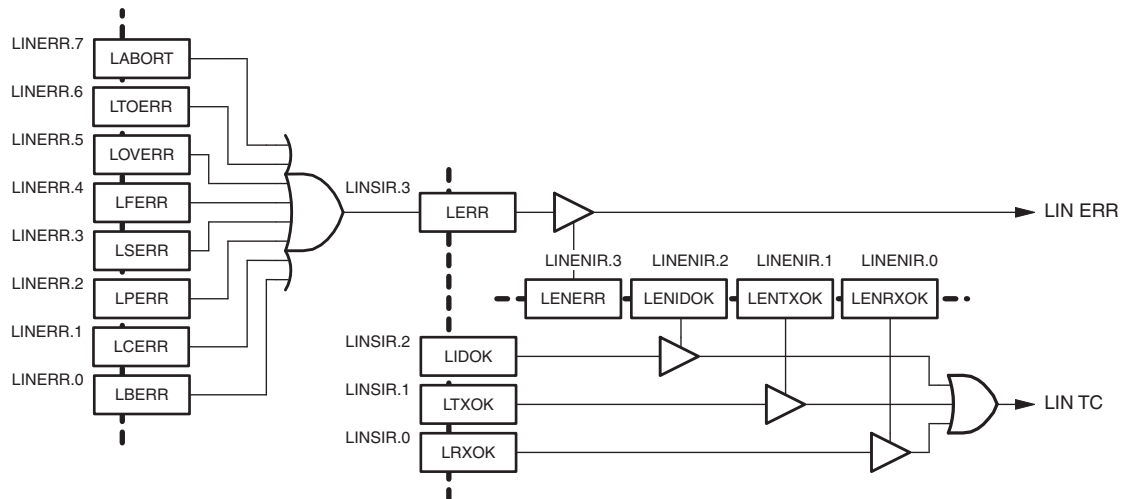 LINERR.7
LABORT
LINERR.6
LTOERR
LINERR.5
LOVERR
LINERR.4
LFERR
LINERR.3
LSERR
LINERR.2
LPERR
LINERR.1
LCERR
LINERR.0
LBERR
LINSIR.3
LERR
LIN ERR
LINENIR.3
LINENIR.2
LINENIR.1
LINENIR.0
LENERR
LENIDOK
LENTXOK
LENRXOK
LINSIR.2
LIDOK
LINSIR.1
LTXOK
LIN TC
LINSIR.0
LRXOK